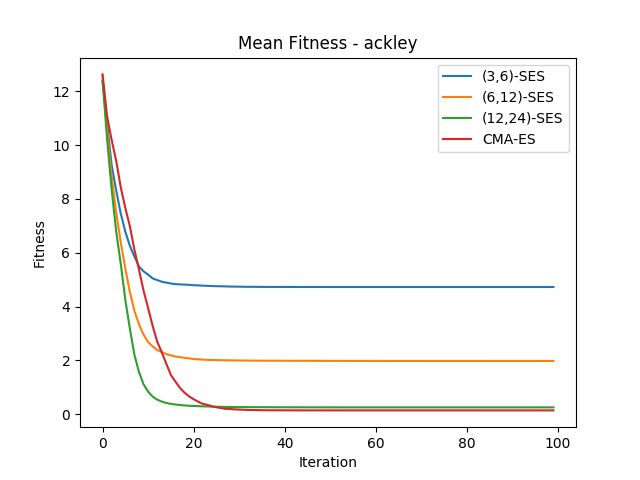 Mean Fitness - ackley
(3,6)-SES
(6,12)-SES
(12,24)-SES
CMA-ES
Fitness
12
10
8
6
4
2
0
0 20 40 60 80 100
Iteration